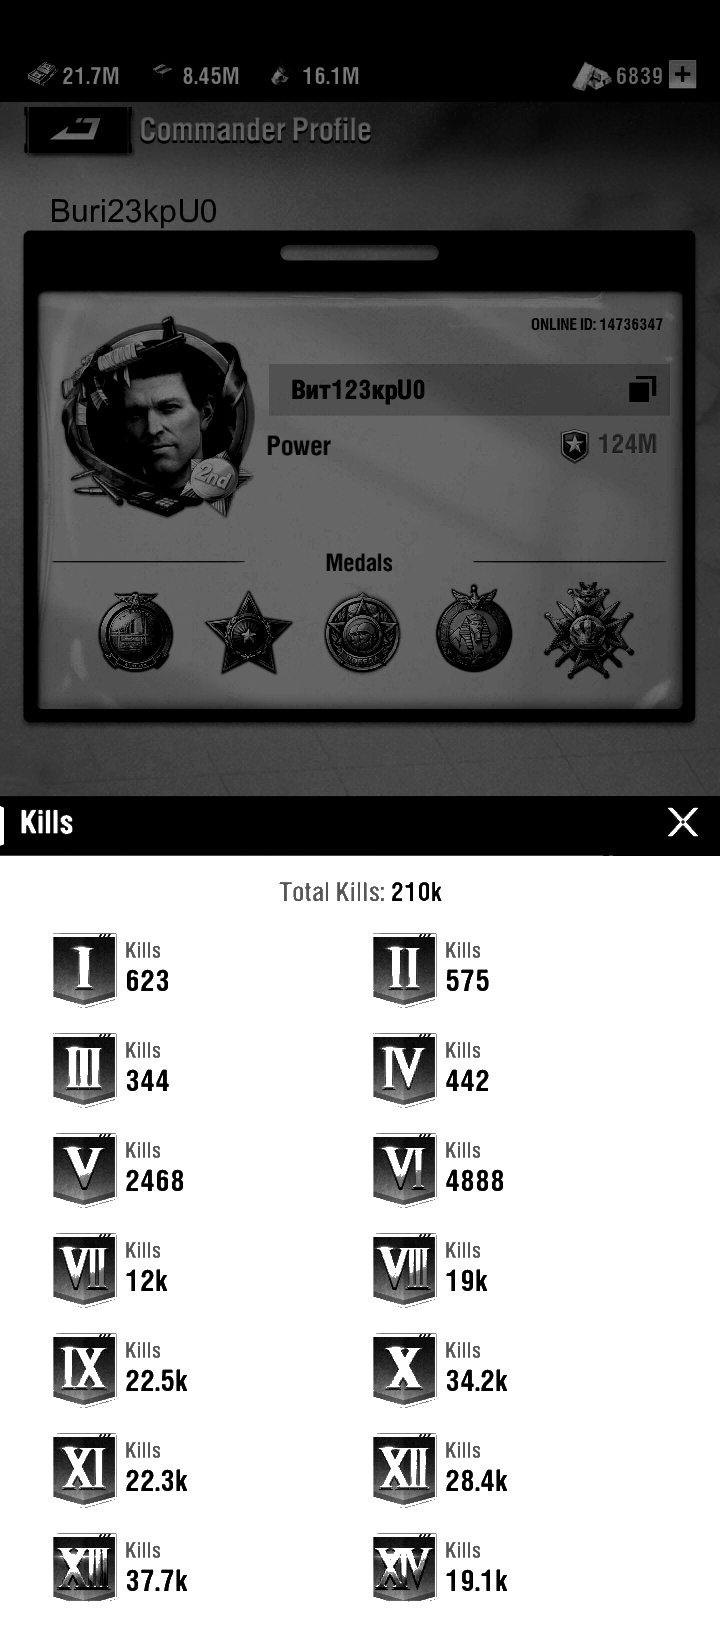 21.7M 8.45M 16.1M 6839
Commander Profile
Buri23kpU0
ONLINE ID: 14736347
Вит123крU0
Power 124M
2nd
Medals
ПОБЕДА
Kills
Total Kills: 210k
I Kills 623 II Kills 575
III Kills 344 IV Kills 442
V Kills 2468 VI Kills 4888
VII Kills 12k VIII Kills 19k
IX Kills 22.5k X Kills 34.2k
XI Kills 22.3k XII Kills 28.4k
XIII Kills 37.7k XIV Kills 19.1k